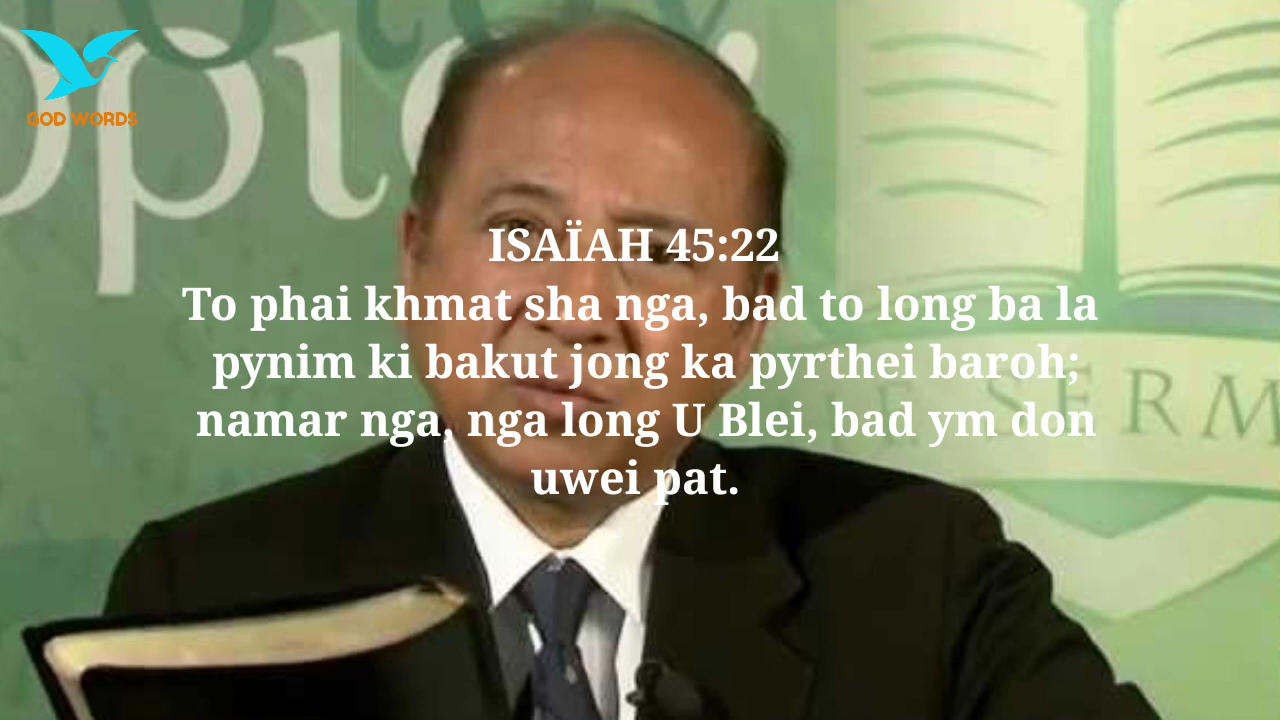 GOD WORDS
ISAÏAH 45:22
To phai khmat sha nga, bad to long ba la
pynim ki bakut jong ka pyrthei baroh;
namar nga, nga long U Blei, bad ym don
uwei pat.
SERM